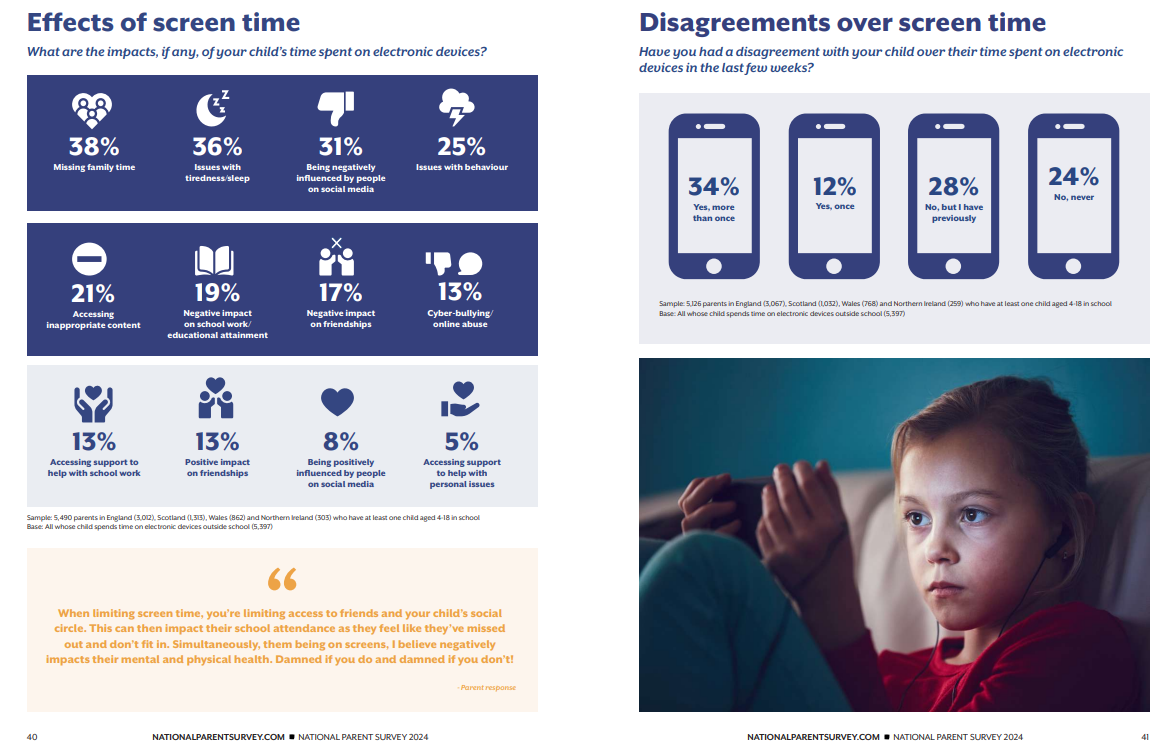 Effects of screen time
What are the impacts, if any, of your child's time spent on electronic devices?
38%
Missing family time
36%
Issues with
tiredness/sleep
31%
Being negatively
influenced by people
on social media
25%
Issues with behaviour
21%
Accessing
inappropriate content
19%
Negative impact
on school work/
educational attainment
17%
Negative impact
on friendships
13%
Cyber-bullying/
online abuse
13%
Accessing support to
help with school work
13%
Positive impact
on friendships
8%
Being positively
influenced by people
on social media
5%
Accessing support
to help with
personal issues
Sample: 5,490 parents in England (3,012), Scotland (1,313), Wales (862) and Northern Ireland (303) who have at least one child aged 4-18 in school
Base: All whose child spends time on electronic devices outside school (5,397)
“
When limiting screen time, you're limiting access to friends and your child's social
circle. This can then impact their school attendance as they feel like they've missed
out and don't fit in. Simultaneously, them being on screens, I believe negatively
impacts their mental and physical health. Damned if you do and damned if you don't!
- Parent response
40
NATIONALPARENTSURVEY.COM ■ NATIONAL PARENT SURVEY 2024
Disagreements over screen time
Have you had a disagreement with your child over their time spent on electronic
devices in the last few weeks?
34%
Yes, more
than once
12%
Yes, once
28%
No, but I have
previously
24%
No, never
Sample: 5,126 parents in England (3,067), Scotland (1,032), Wales (768) and Northern Ireland (259) who have at least one child aged 4-18 in school
Base: All whose child spends time on electronic devices outside school (5,397)
NATIONALPARENTSURVEY.COM ■ NATIONAL PARENT SURVEY 2024
41